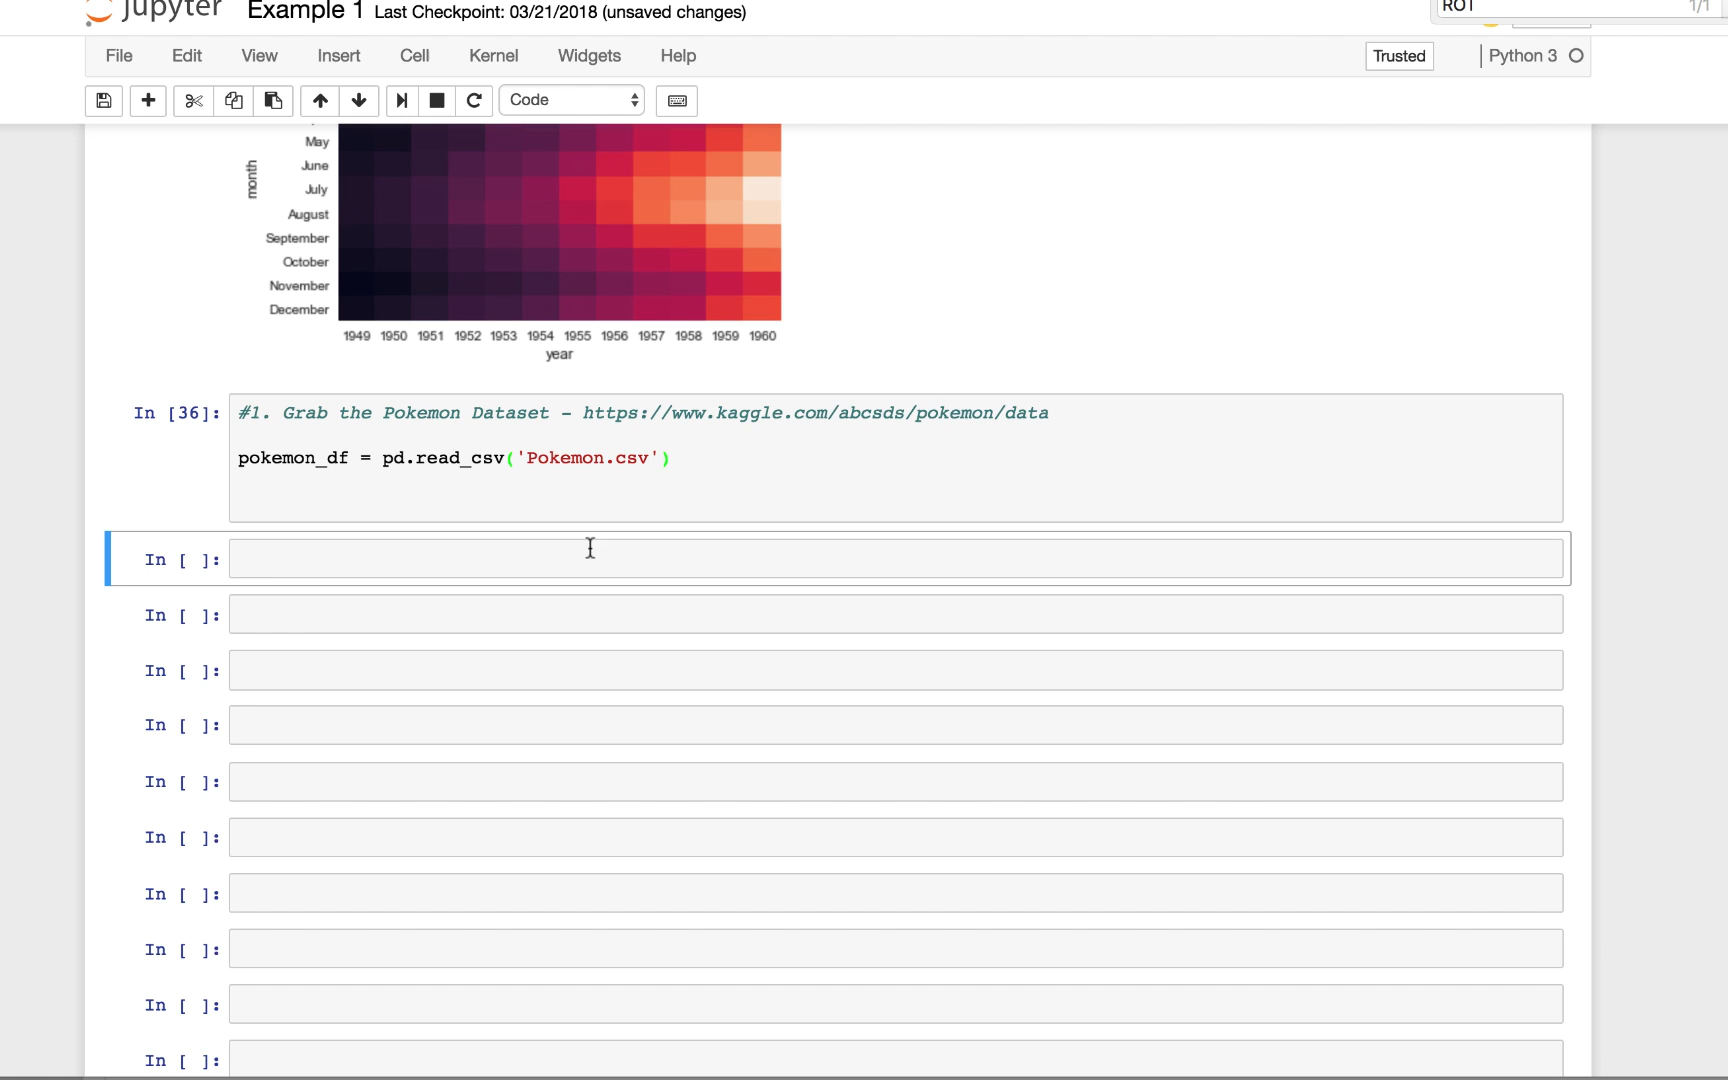 jupyter Example 1 Last Checkpoint: 03/21/2018 (unsaved changes)
ROT 1/1
File Edit View Insert Cell Kernel Widgets Help Trusted Python 3
Code
month
May
June
July
August
September
October
November
December
1949 1950 1951 1952 1953 1954 1955 1956 1957 1958 1959 1960
year
In [36]: #1. Grab the Pokemon Dataset - https://www.kaggle.com/abcsds/pokemon/data
pokemon_df = pd.read_csv('Pokemon.csv')
In [ ]:
In [ ]:
In [ ]:
In [ ]:
In [ ]:
In [ ]:
In [ ]:
In [ ]:
In [ ]:
In [ ]: